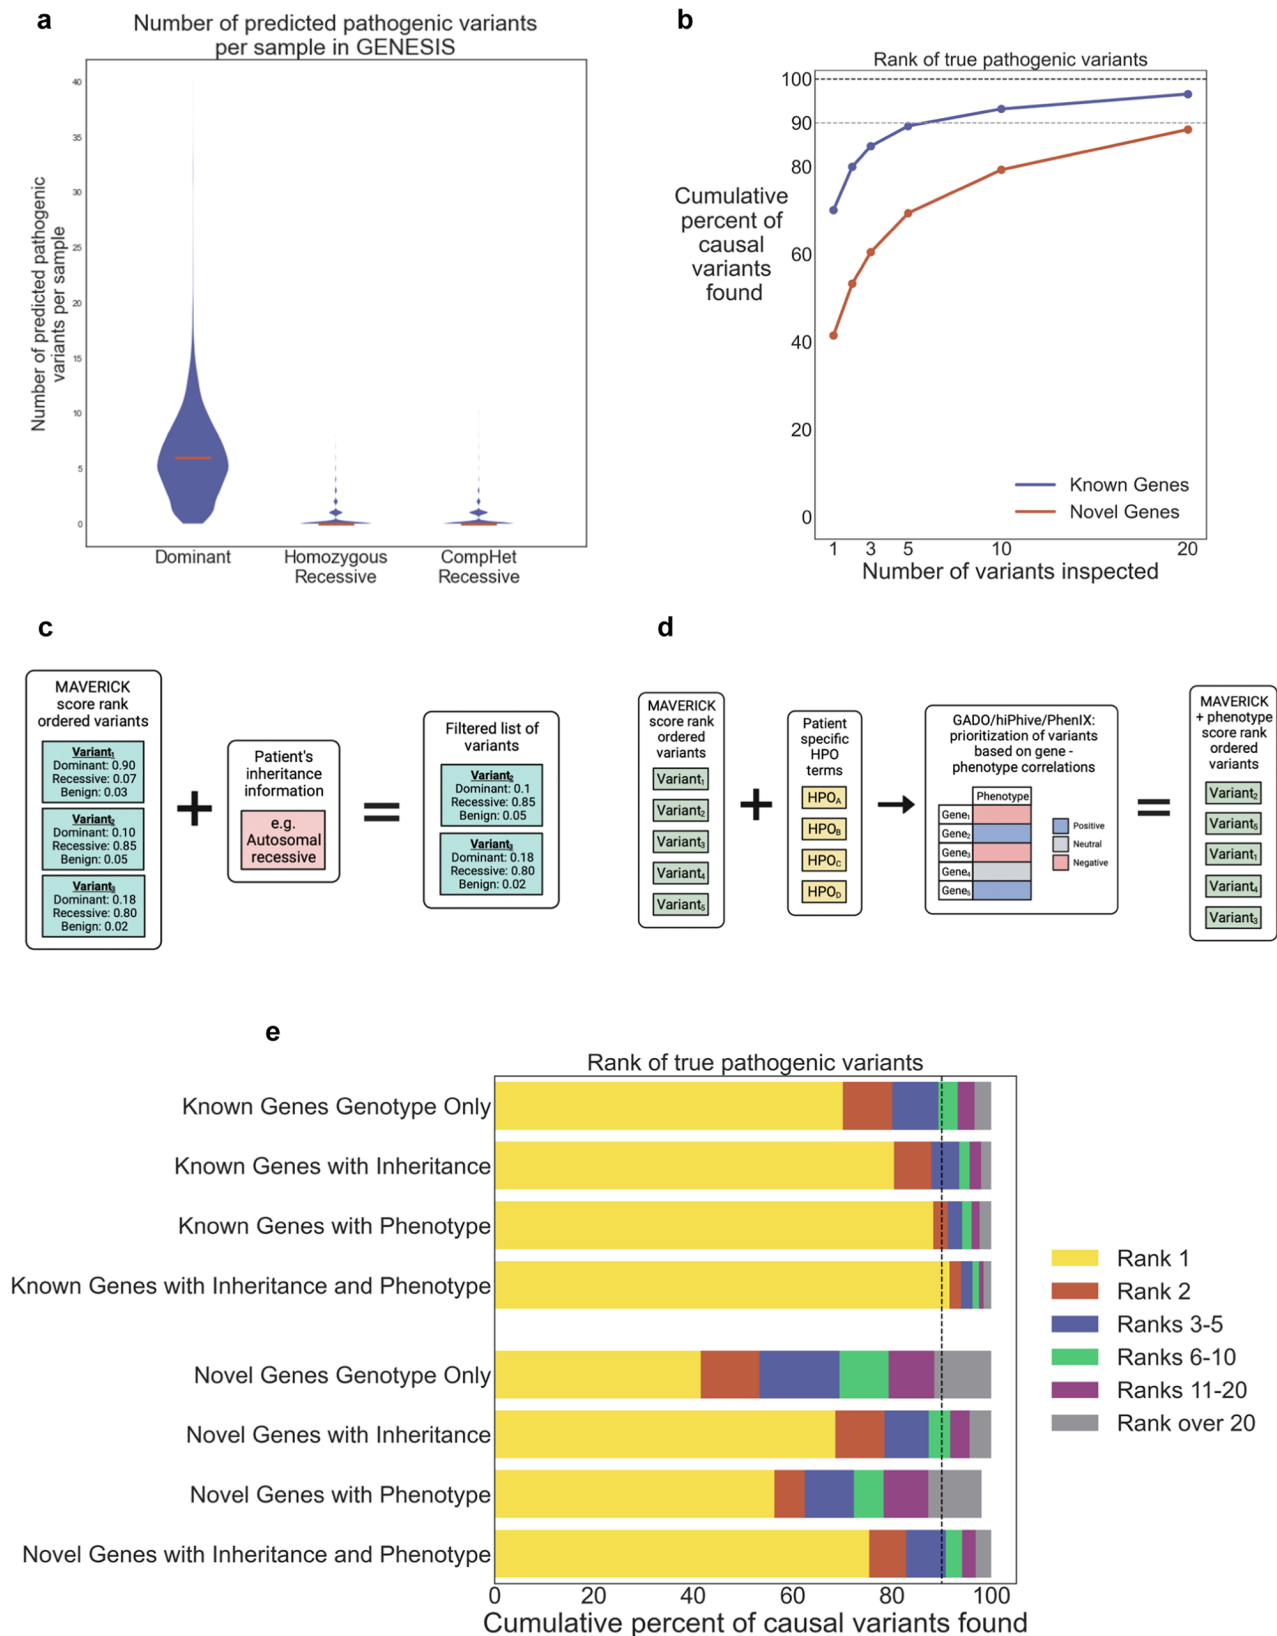 a
Number of predicted pathogenic variants
per sample in GENESIS
Number of predicted pathogenic
variants per sample
40
35
30
25
20
15
10
5
0
Dominant
Homozygous
Recessive
CompHet
Recessive
b
Rank of true pathogenic variants
Cumulative
percent of
causal
variants
found
100
90
80
60
40
20
0
Known Genes
Novel Genes
1 3 5 10 20
Number of variants inspected
c
MAVERICK
score rank
ordered variants
Variant1
Dominant: 0.90
Recessive: 0.07
Benign: 0.03
Variant2
Dominant: 0.10
Recessive: 0.85
Benign: 0.05
Variant3
Dominant: 0.18
Recessive: 0.80
Benign: 0.02
+
Patient's
inheritance
information
e.g.
Autosomal
recessive
=
Filtered list of
variants
Variant2
Dominant: 0.1
Recessive: 0.85
Benign: 0.05
Variant3
Dominant: 0.18
Recessive: 0.80
Benign: 0.02
d
MAVERICK
score rank
ordered
variants
Variant1
Variant2
Variant3
Variant4
Variant5
+
Patient
specific
HPO
terms
HPOA
HPOB
HPOC
HPOD
GADO/hiPhive/PhenIX:
prioritization of variants
based on gene -
phenotype correlations
Phenotype
Gene1
Gene2
Gene3
Gene4
Gene5
Positive
Neutral
Negative
=
MAVERICK
+ phenotype
score rank
ordered
variants
Variant2
Variant5
Variant1
Variant4
Variant3
e
Rank of true pathogenic variants
Known Genes Genotype Only
Known Genes with Inheritance
Known Genes with Phenotype
Known Genes with Inheritance and Phenotype
Novel Genes Genotype Only
Novel Genes with Inheritance
Novel Genes with Phenotype
Novel Genes with Inheritance and Phenotype
Rank 1
Rank 2
Ranks 3-5
Ranks 6-10
Ranks 11-20
Rank over 20
0 20 40 60 80 100
Cumulative percent of causal variants found